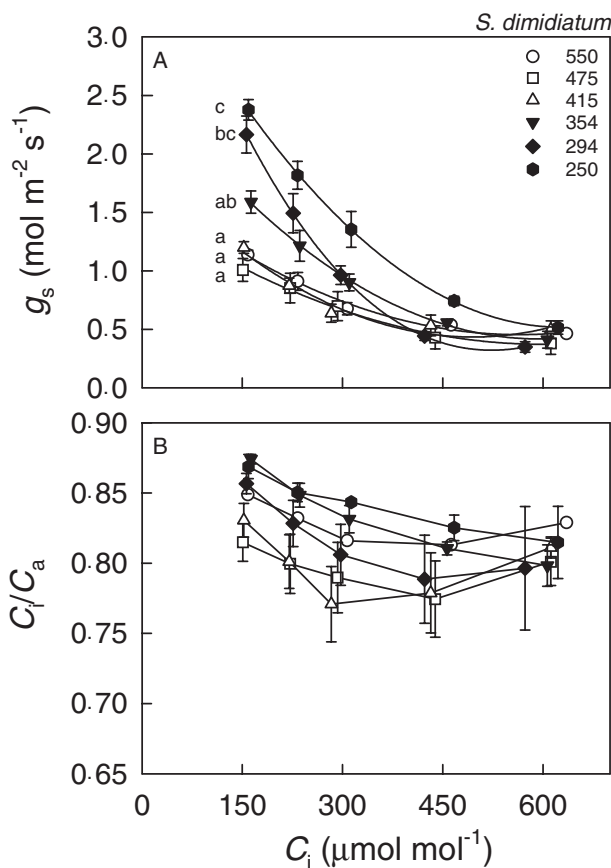 S. dimidiatum
A
550
475
415
354
294
250
3.0
2.5
2.0
1.5
1.0
0.5
0.0
gs (mol m-2 s-1)
c
bc
ab
a
a
a
B
0.90
0.85
0.80
0.75
0.70
0.65
Ci/Ca
0 150 300 450 600
Ci (μmol mol-1)